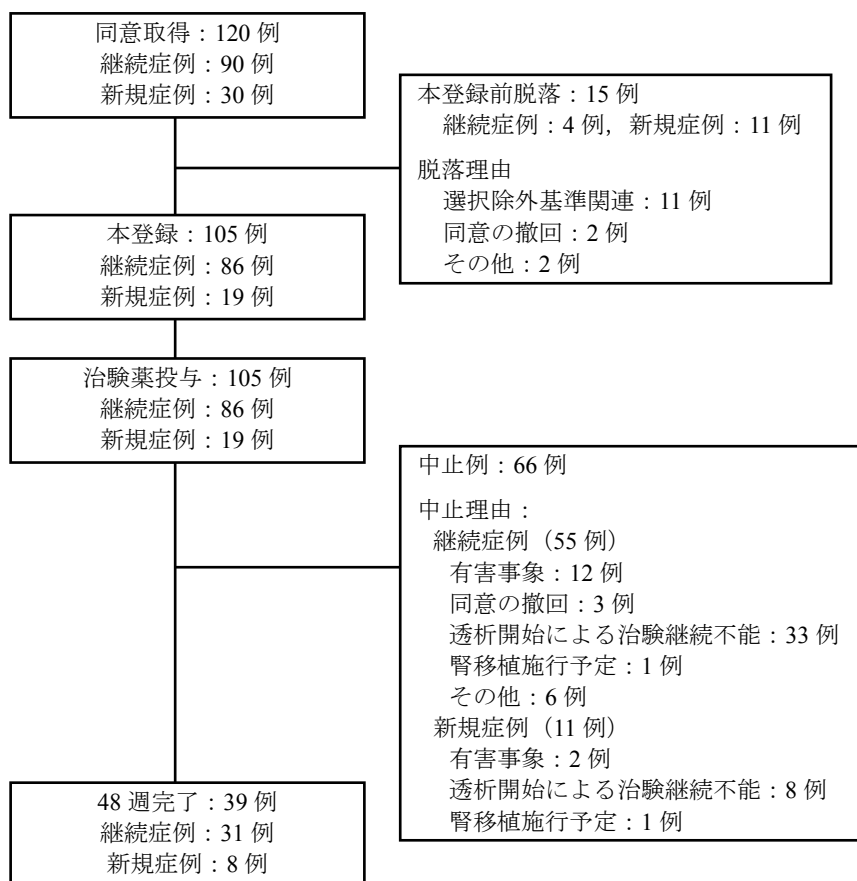 同意取得：120 例
継続症例：90 例
新規症例：30 例
本登録前脱落：15 例
継続症例：4 例，新規症例：11 例
脱落理由
選択除外基準関連：11 例
同意の撤回：2 例
その他：2 例
本登録：105 例
継続症例：86 例
新規症例：19 例
治験薬投与：105 例
継続症例：86 例
新規症例：19 例
中止例：66 例
中止理由：
継続症例（55 例）
有害事象：12 例
同意の撤回：3 例
透析開始による治験継続不能：33 例
腎移植施行予定：1 例
その他：6 例
新規症例（11 例）
有害事象：2 例
透析開始による治験継続不能：8 例
腎移植施行予定：1 例
48 週完了：39 例
継続症例：31 例
新規症例：8 例